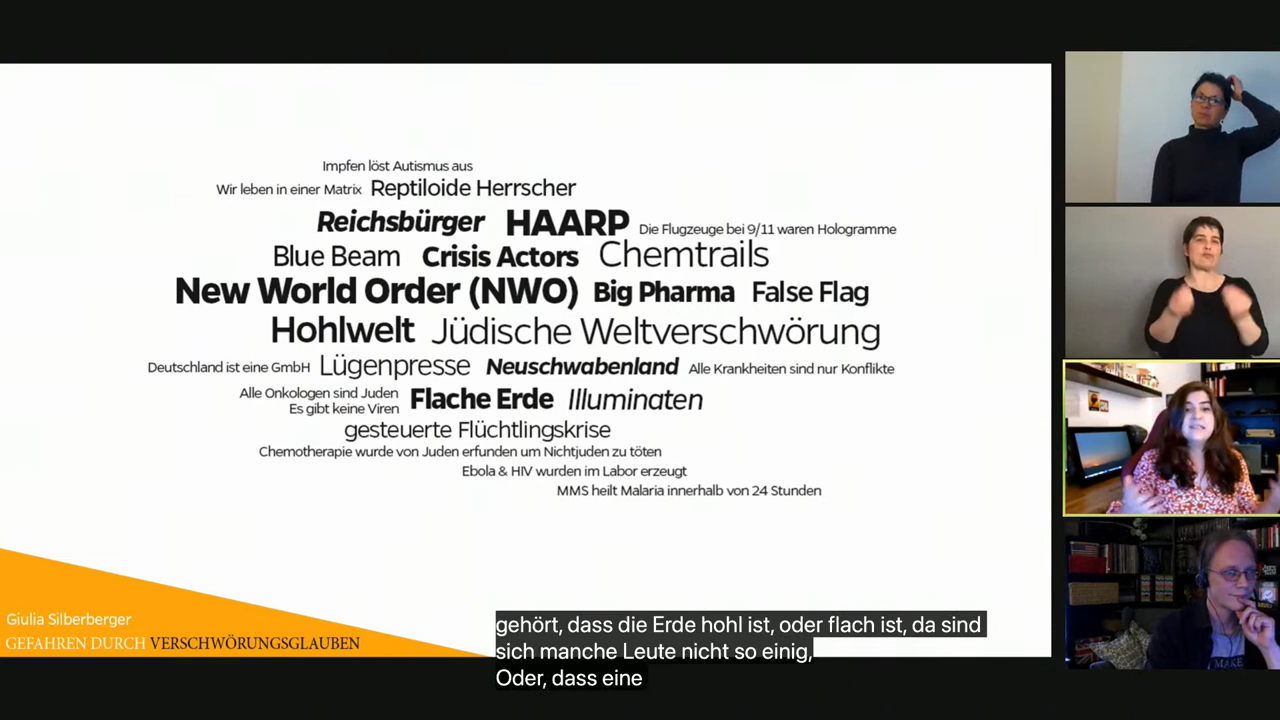 Impfen löst Autismus aus
Wir leben in einer Matrix Reptiloide Herrscher
Reichsbürger HAARP Die Flugzeuge bei 9/11 waren Hologramme
Blue Beam Crisis Actors Chemtrails
New World Order (NWO) Big Pharma False Flag
Hohlwelt Jüdische Weltverschwörung
Deutschland ist eine GmbH Lügenpresse Neuschwabenland Alle Krankheiten sind nur Konflikte
Alle Onkologen sind Juden
Es gibt keine Viren Flache Erde Illuminaten
gesteuerte Flüchtlingskrise
Chemotherapie wurde von Juden erfunden um Nichtjuden zu töten
Ebola & HIV wurden im Labor erzeugt
MMS heilt Malaria innerhalb von 24 Stunden
Giulia Silberberger
GEFAHREN DURCH VERSCHWÖRUNGSGLAUBEN
gehört, dass die Erde hohl ist, oder flach ist, da sind
sich manche Leute nicht so einig,
Oder, dass eine
MAKE